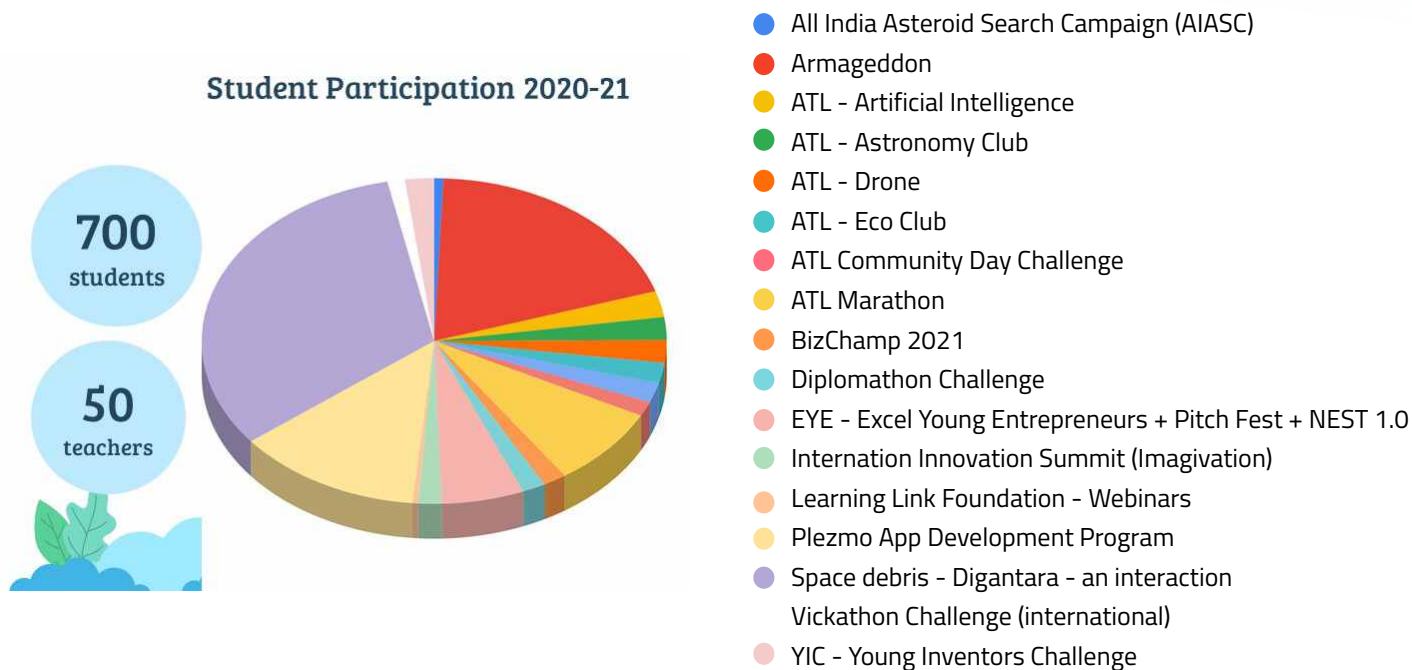 Student Participation 2020-21
700
students
50
teachers
All India Asteroid Search Campaign (AIASC)
Armageddon
ATL - Artificial Intelligence
ATL - Astronomy Club
ATL - Drone
ATL - Eco Club
ATL Community Day Challenge
ATL Marathon
BizChamp 2021
Diplomathon Challenge
EYE - Excel Young Entrepreneurs + Pitch Fest + NEST 1.0
Internation Innovation Summit (Imagivation)
Learning Link Foundation - Webinars
Plezmo App Development Program
Space debris - Digantara - an interaction
Vickathon Challenge (international)
YIC - Young Inventors Challenge